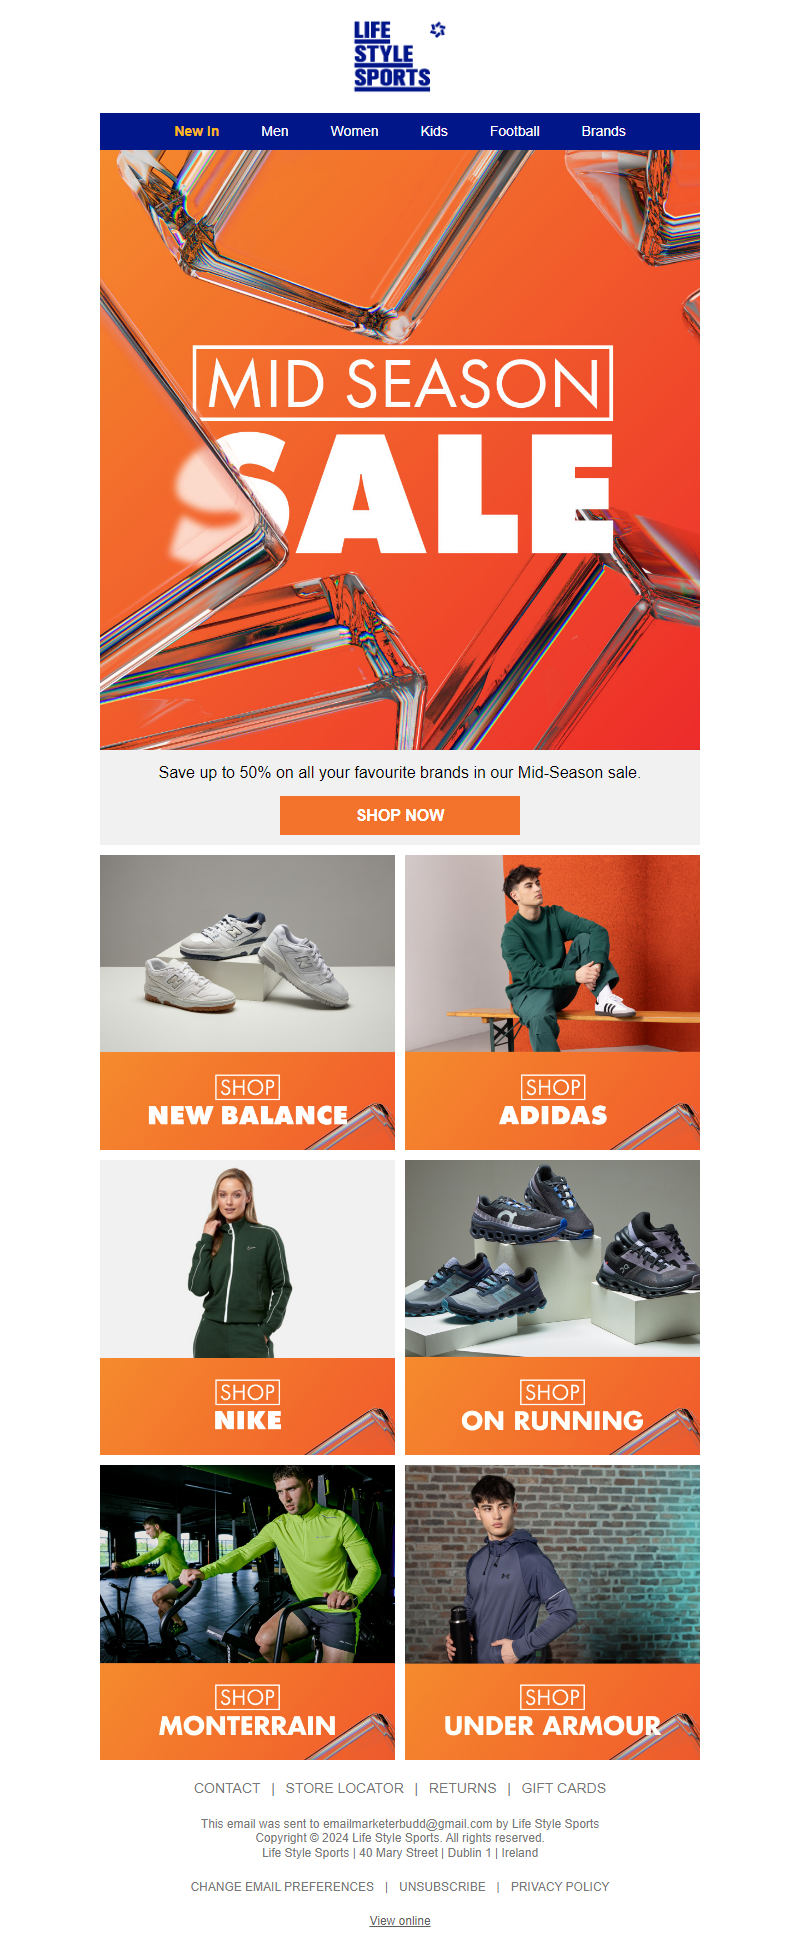 LIFE
STYLE
SPORTS
New In Men Women Kids Football Brands
MID SEASON
SALE
Save up to 50% on all your favourite brands in our Mid-Season sale.
SHOP NOW
SHOP
NEW BALANCE
SHOP
ADIDAS
SHOP
NIKE
SHOP
ON RUNNING
SHOP
MONTERRAIN
SHOP
UNDER ARMOUR
CONTACT | STORE LOCATOR | RETURNS | GIFT CARDS
This email was sent to emailmarketerbudd@gmail.com by Life Style Sports
Copyright © 2024 Life Style Sports. All rights reserved.
Life Style Sports | 40 Mary Street | Dublin 1 | Ireland
CHANGE EMAIL PREFERENCES | UNSUBSCRIBE | PRIVACY POLICY
View online